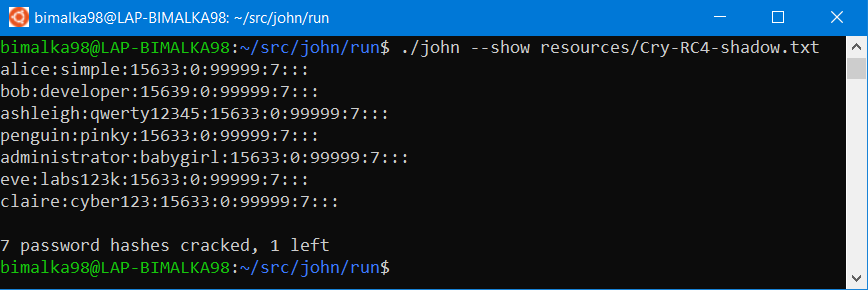 bimalka98@LAP-BIMALKA98: ~/src/john/run
bimalka98@LAP-BIMALKA98:~/src/john/run$ ./john --show resources/Cry-RC4-shadow.txt
alice:simple:15633:0:99999:7:::
bob:developer:15639:0:99999:7:::
ashleigh:qwerty12345:15633:0:99999:7:::
penguin:pinky:15633:0:99999:7:::
administrator:babygirl:15633:0:99999:7:::
eve:labs123k:15633:0:99999:7:::
claire:cyber123:15633:0:99999:7:::
7 password hashes cracked, 1 left
bimalka98@LAP-BIMALKA98:~/src/john/run$